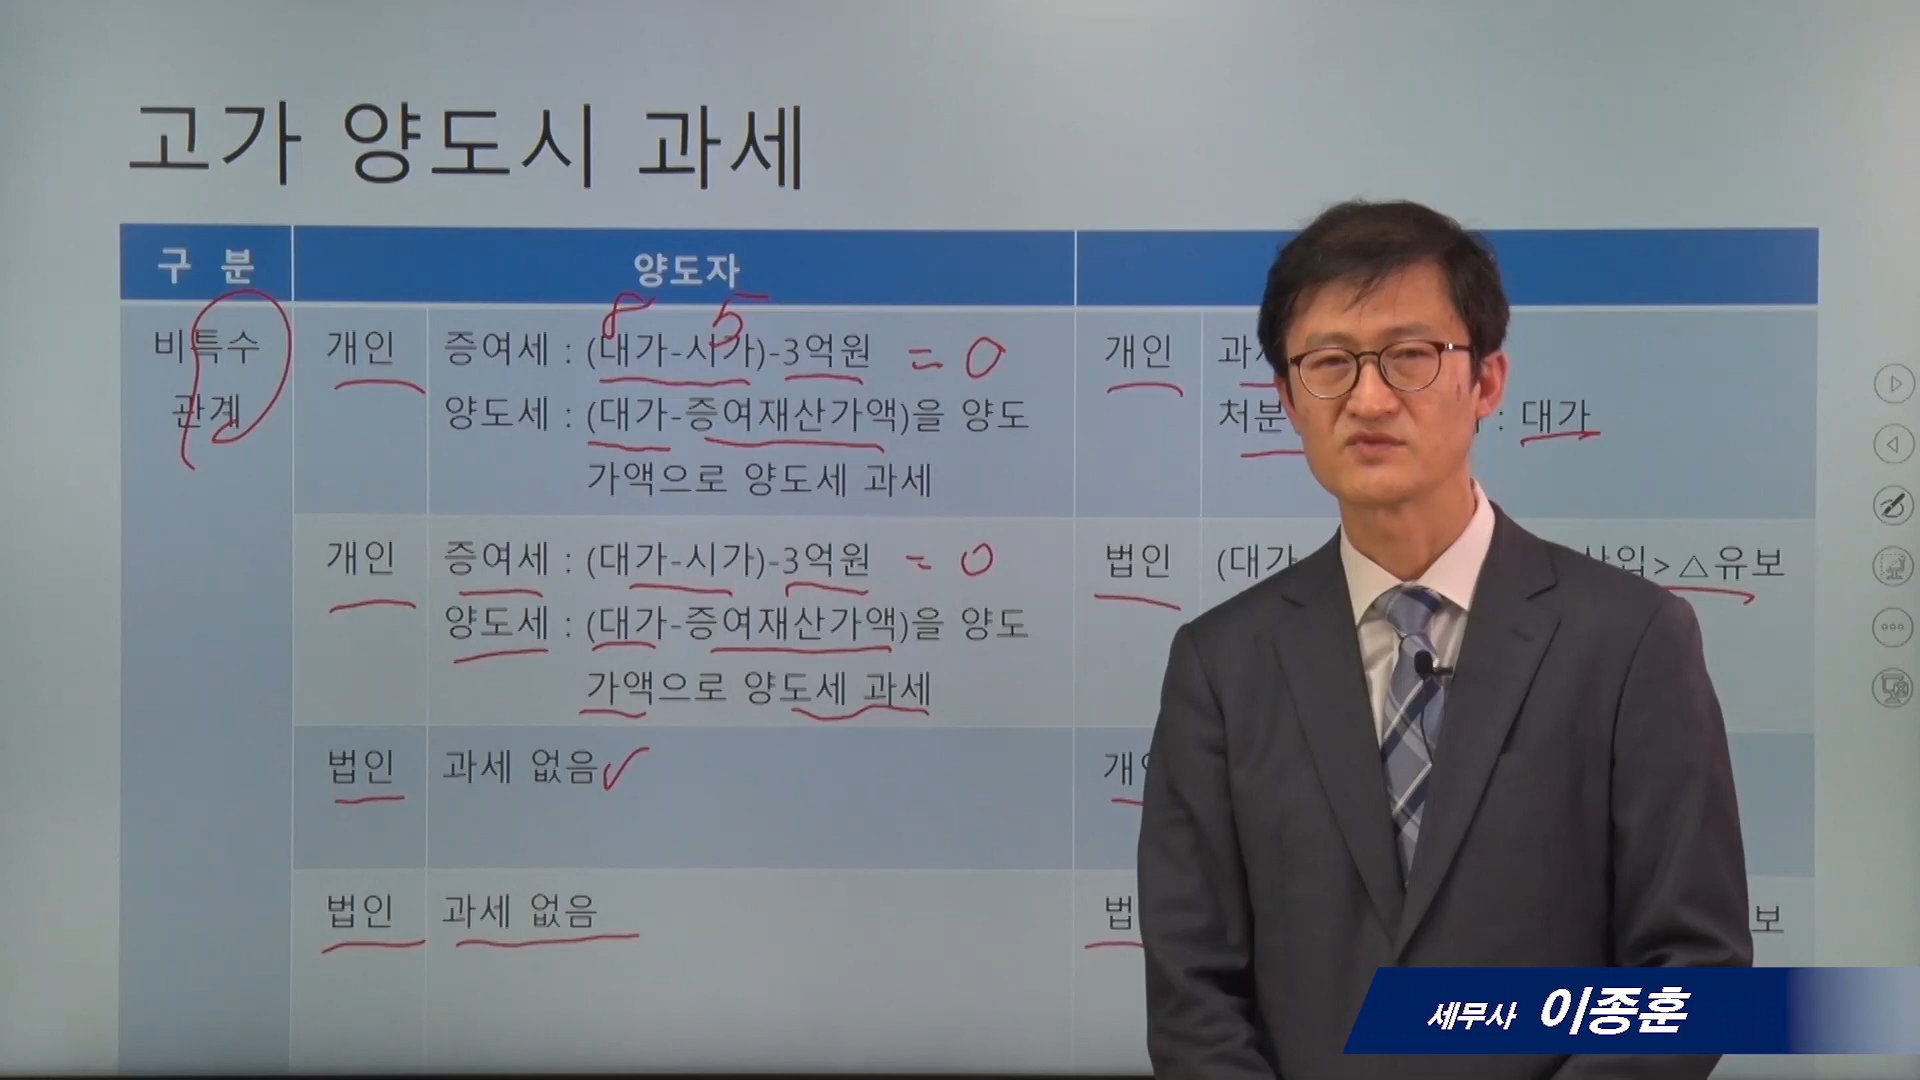 고가 양도시 과세
구 분
양도자
비특수
관계
개인
증여세 : (대가-시가)-3억원 = 0
8 5
양도세 : (대가-증여재산가액)을 양도
가액으로 양도세 과세
개인
처분 : 대가
개인
증여세 : (대가-시가)-3억원 = 0
양도세 : (대가-증여재산가액)을 양도
가액으로 양도세 과세
법인
(대가- 산입>△유보
법인
과세 없음
법인
과세 없음
보
세무사 이종훈